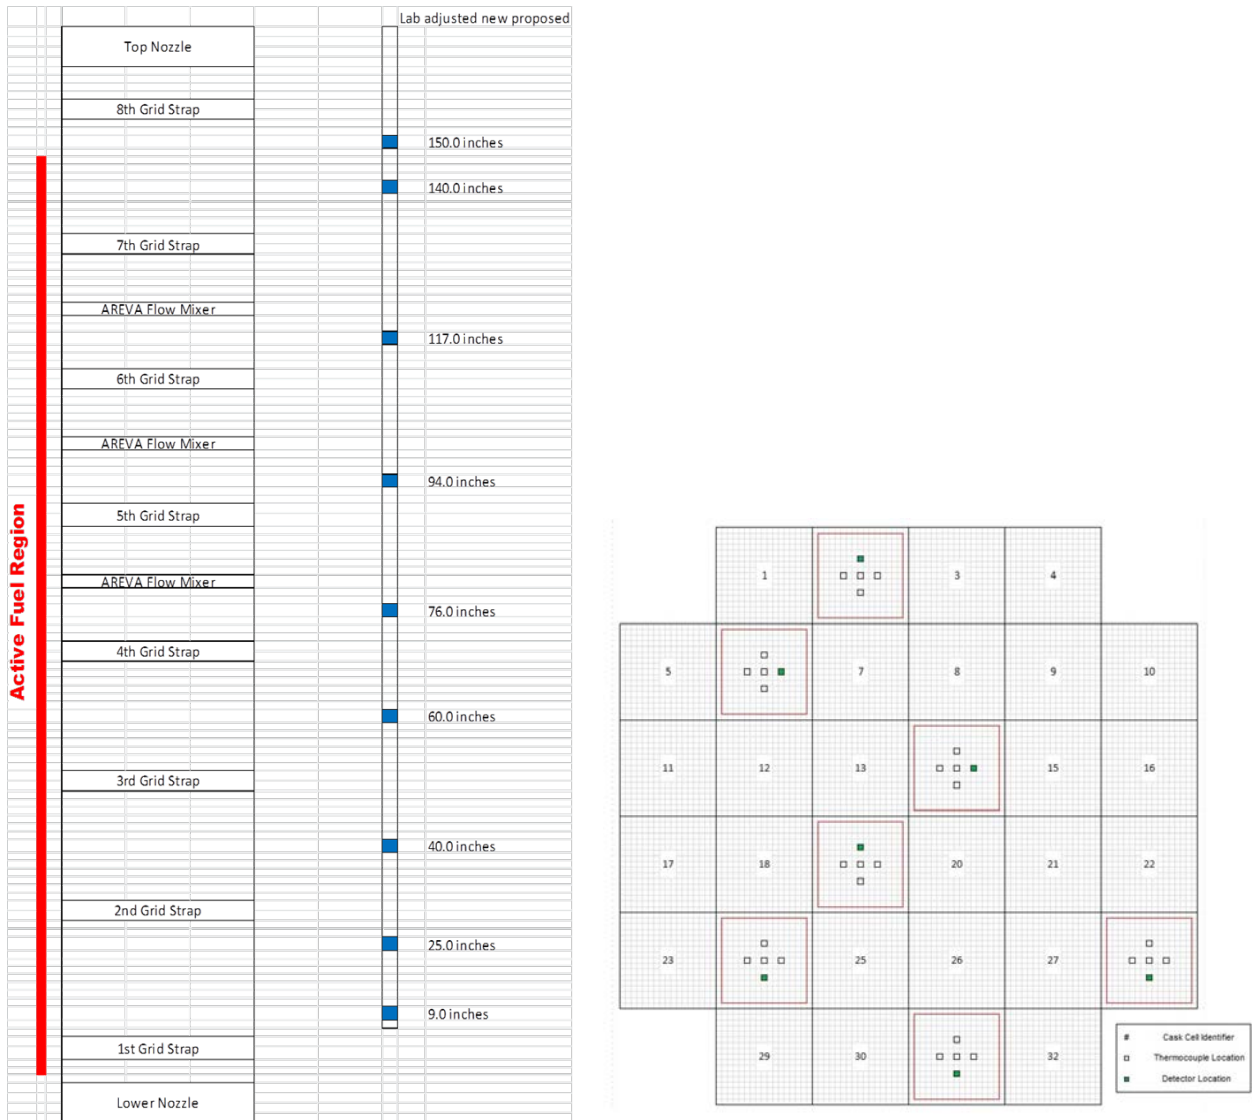 Lab adjusted new proposed
Top Nozzle
8th Grid Strap
150.0 inches
140.0 inches
7th Grid Strap
AREVA Flow Mixer
117.0 inches
6th Grid Strap
AREVA Flow Mixer
94.0 inches
5th Grid Strap
AREVA Flow Mixer
76.0 inches
4th Grid Strap
60.0 inches
3rd Grid Strap
40.0 inches
2nd Grid Strap
25.0 inches
9.0 inches
1st Grid Strap
Lower Nozzle
Active Fuel Region
1 3 4
5 7 8 9 10
11 12 13 15 16
17 18 20 21 22
23 25 26 27
29 30 32
# Cask Cell Identifier
Thermocouple Location
Detector Location